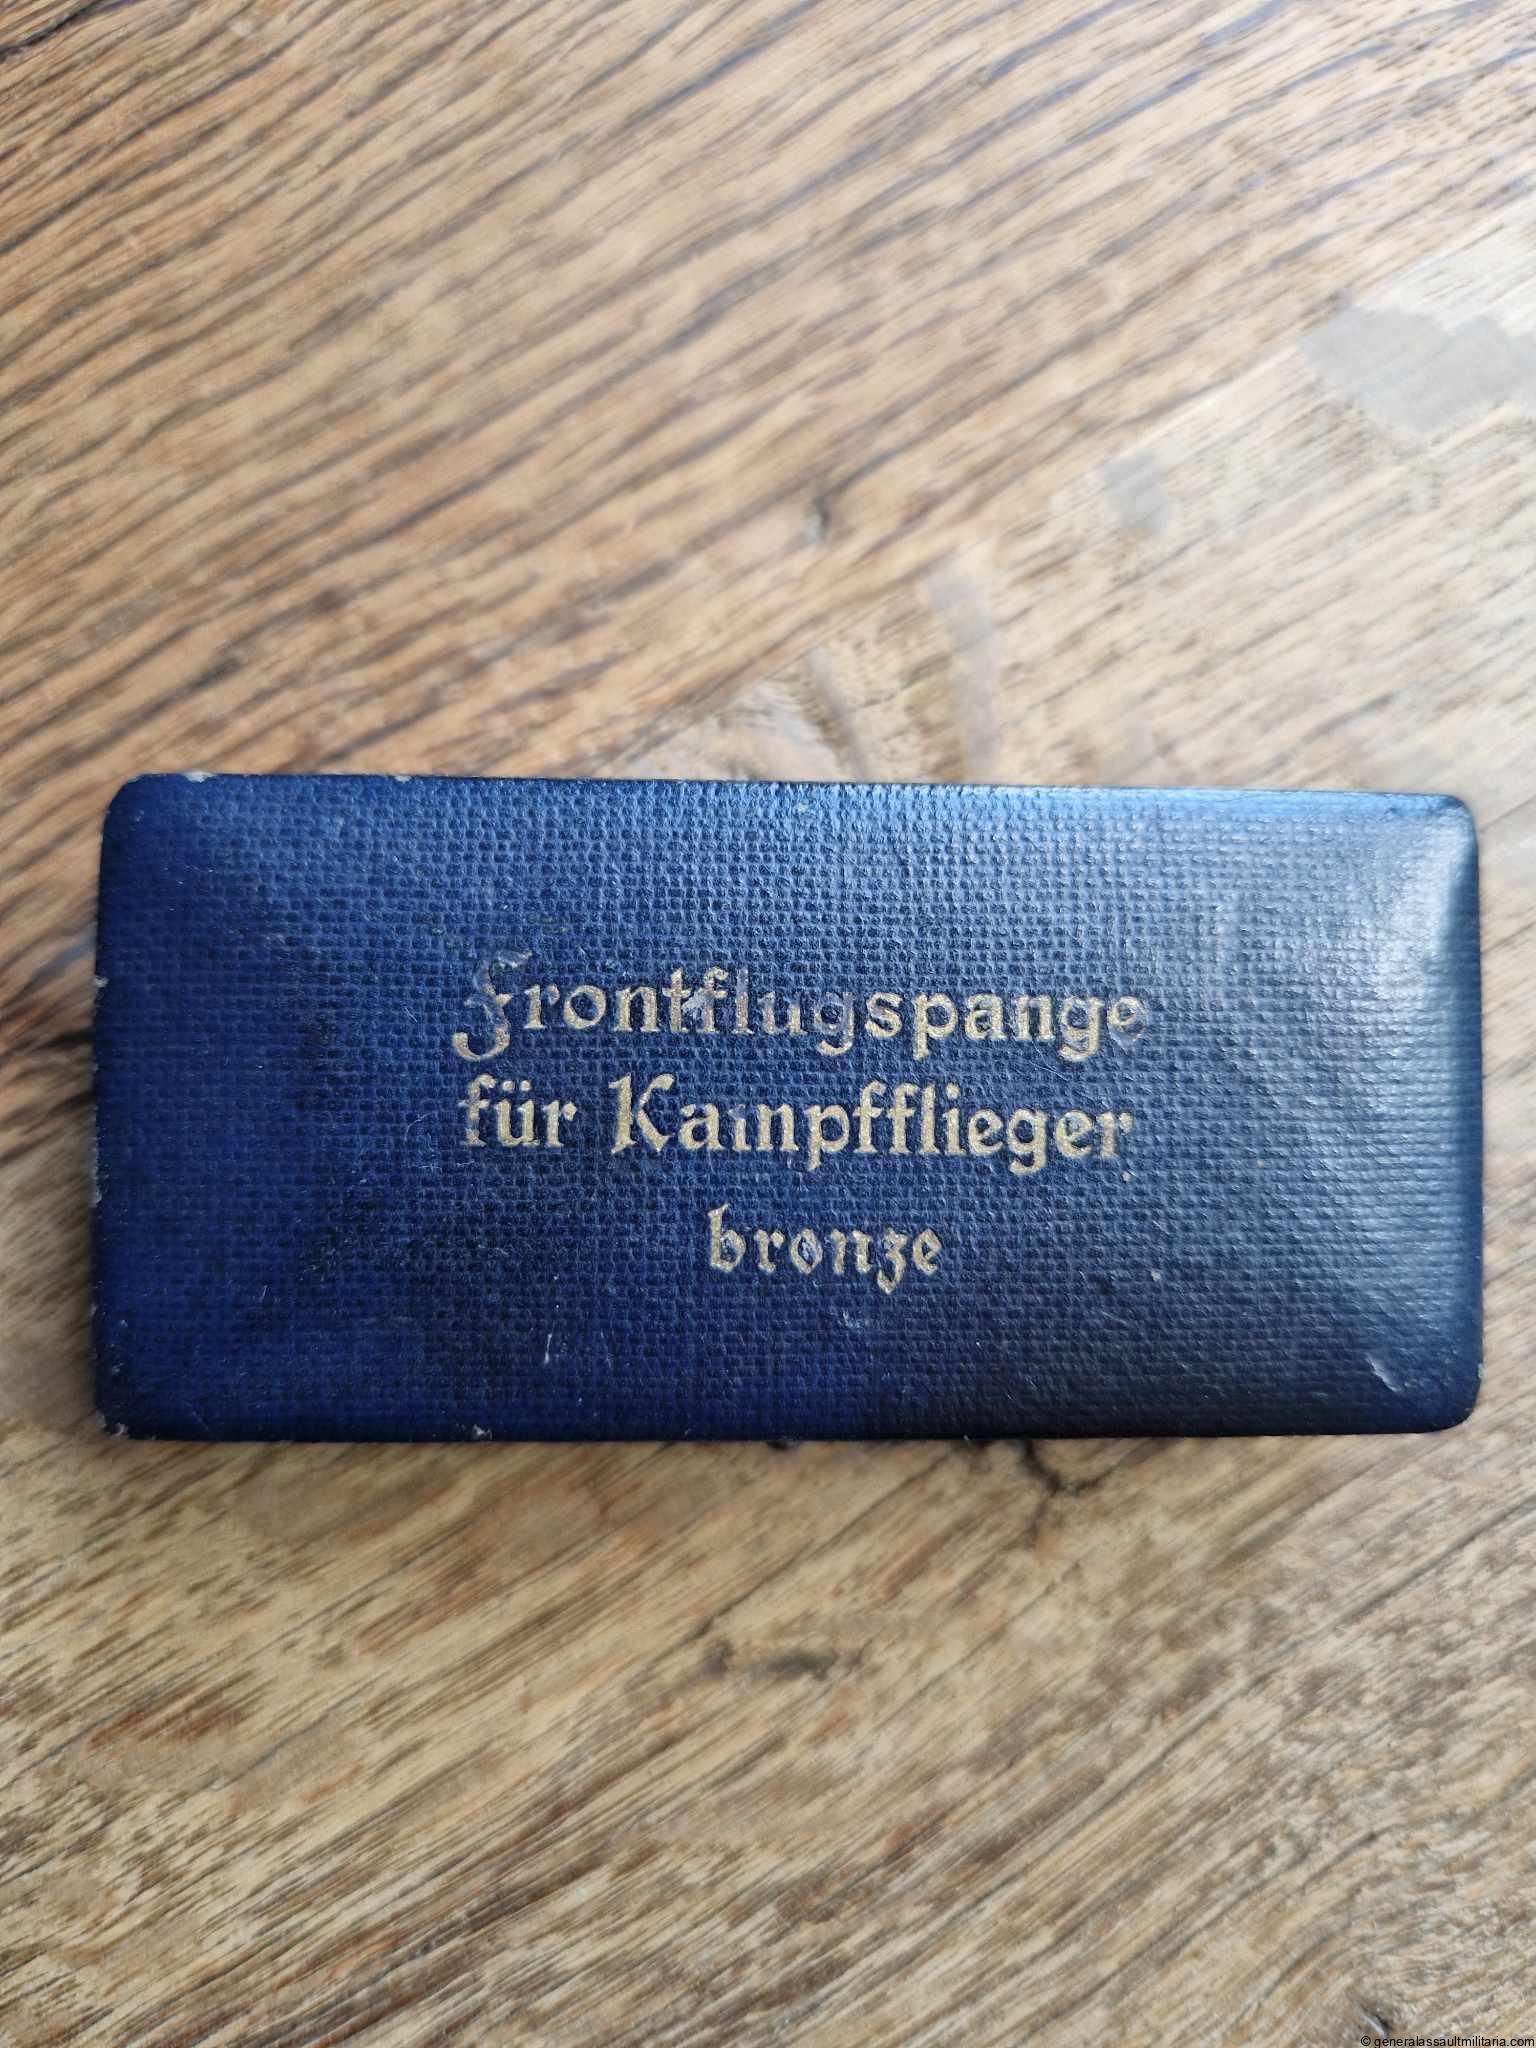 Frontflugspange
für Kampfflieger
bronze
© generalassaultmilitaria.com